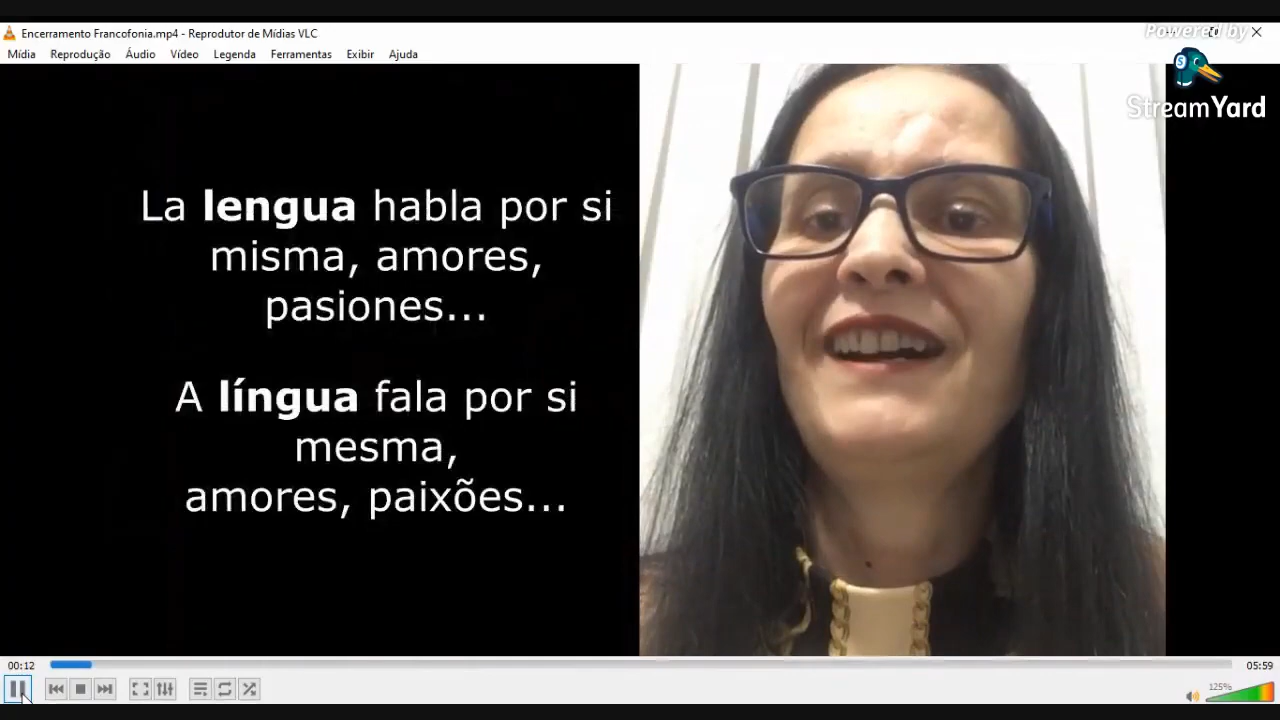 Encerramento Francofonia.mp4 - Reprodutor de Mídias VLC
Powered by
Mídia Reprodução Áudio Vídeo Legenda Ferramentas Exibir Ajuda
StreamYard
La lengua habla por si
misma, amores,
pasiones...
A língua fala por si
mesma,
amores, paixões...
00:12
05:59
125%